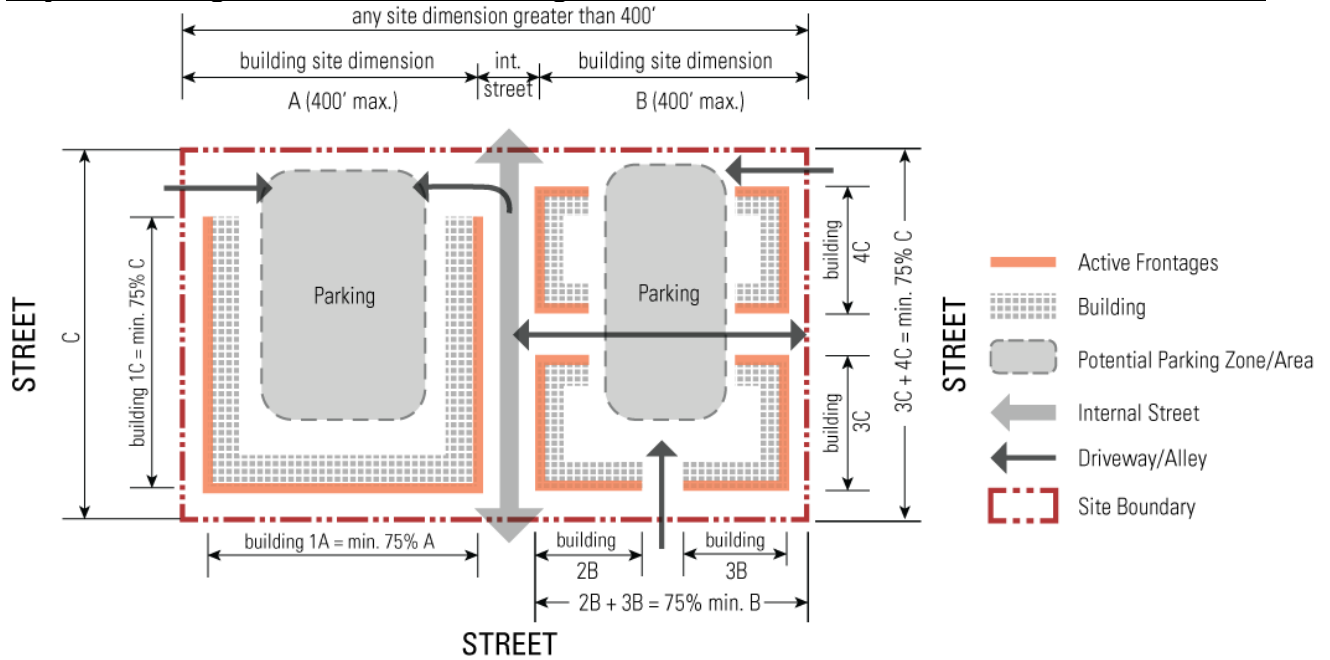 any site dimension greater than 400'
building site dimension
int.
building site dimension
street
A (400' max.)
B (400' max.)
STREET
C
building 1C = min. 75% C
Parking
Parking
building
4C
building
3C
3C + 4C = min. 75% C
STREET
Active Frontages
Building
Potential Parking Zone/Area
Internal Street
Driveway/Alley
Site Boundary
building 1A = min. 75% A
building
2B
building
3B
2B + 3B = 75% min. B
STREET